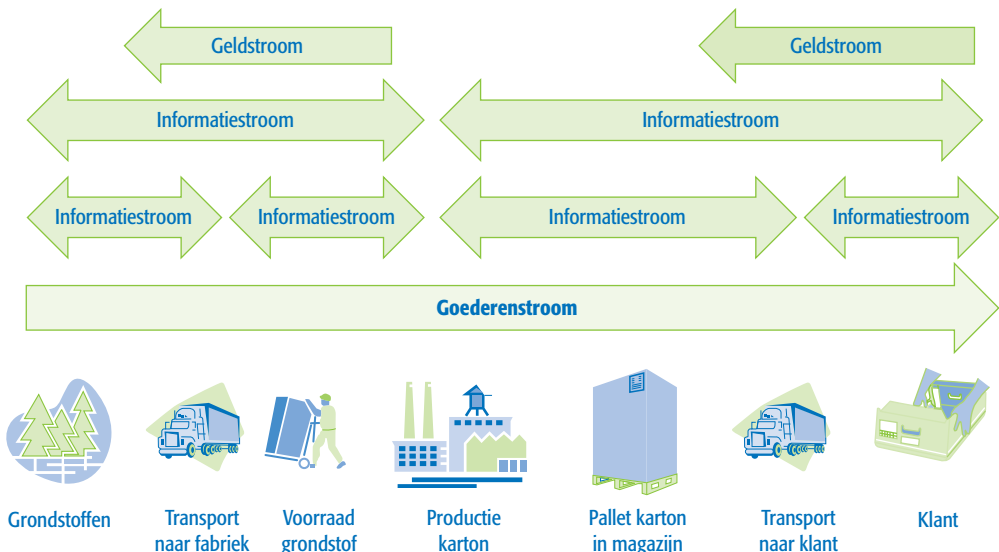 Geldstroom
Geldstroom
Informatiestroom
Informatiestroom
Informatiestroom
Informatiestroom
Informatiestroom
Informatiestroom
Goederenstroom
Grondstoffen
Transport
naar fabriek
Voorraad
grondstof
Productie
karton
Pallet karton
in magazijn
Transport
naar klant
Klant